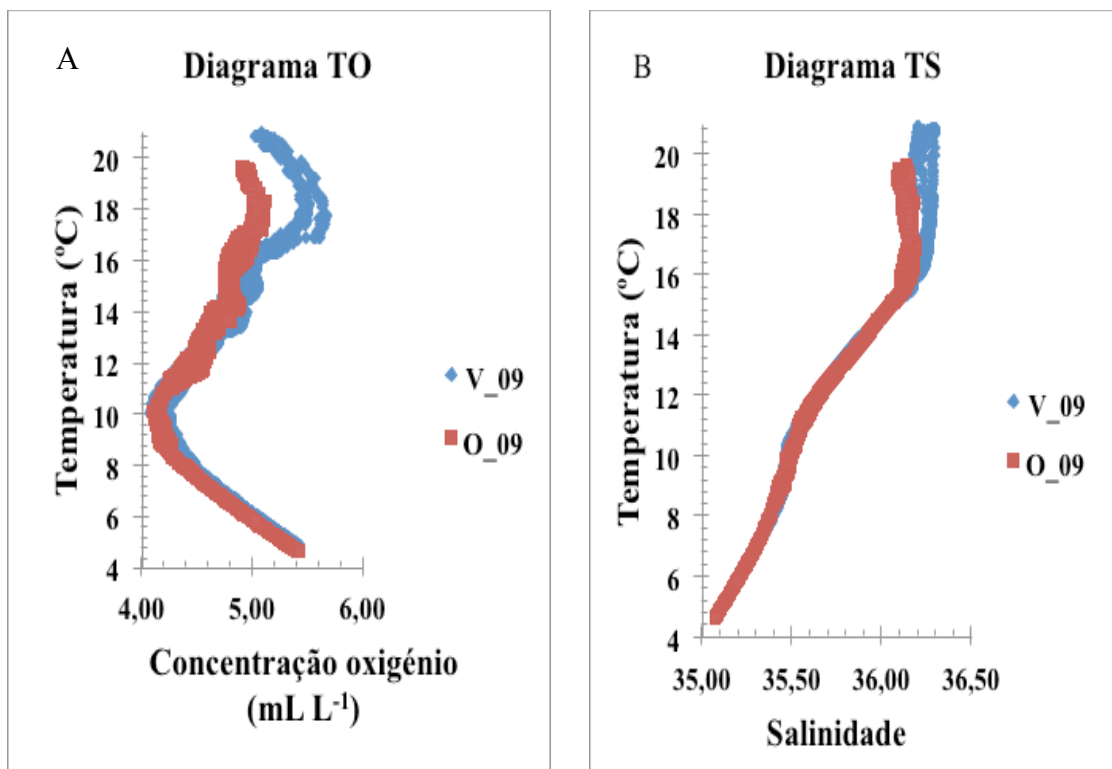 A
Diagrama TO
Temperatura (ºC)
20
18
16
14
12
10
8
6
4
4,00 5,00 6,00
Concentração oxigénio
(mL L⁻¹)
V_09
O_09
B
Diagrama TS
Temperatura (ºC)
20
18
16
14
12
10
8
6
4
35,00 35,50 36,00 36,50
Salinidade
V_09
O_09